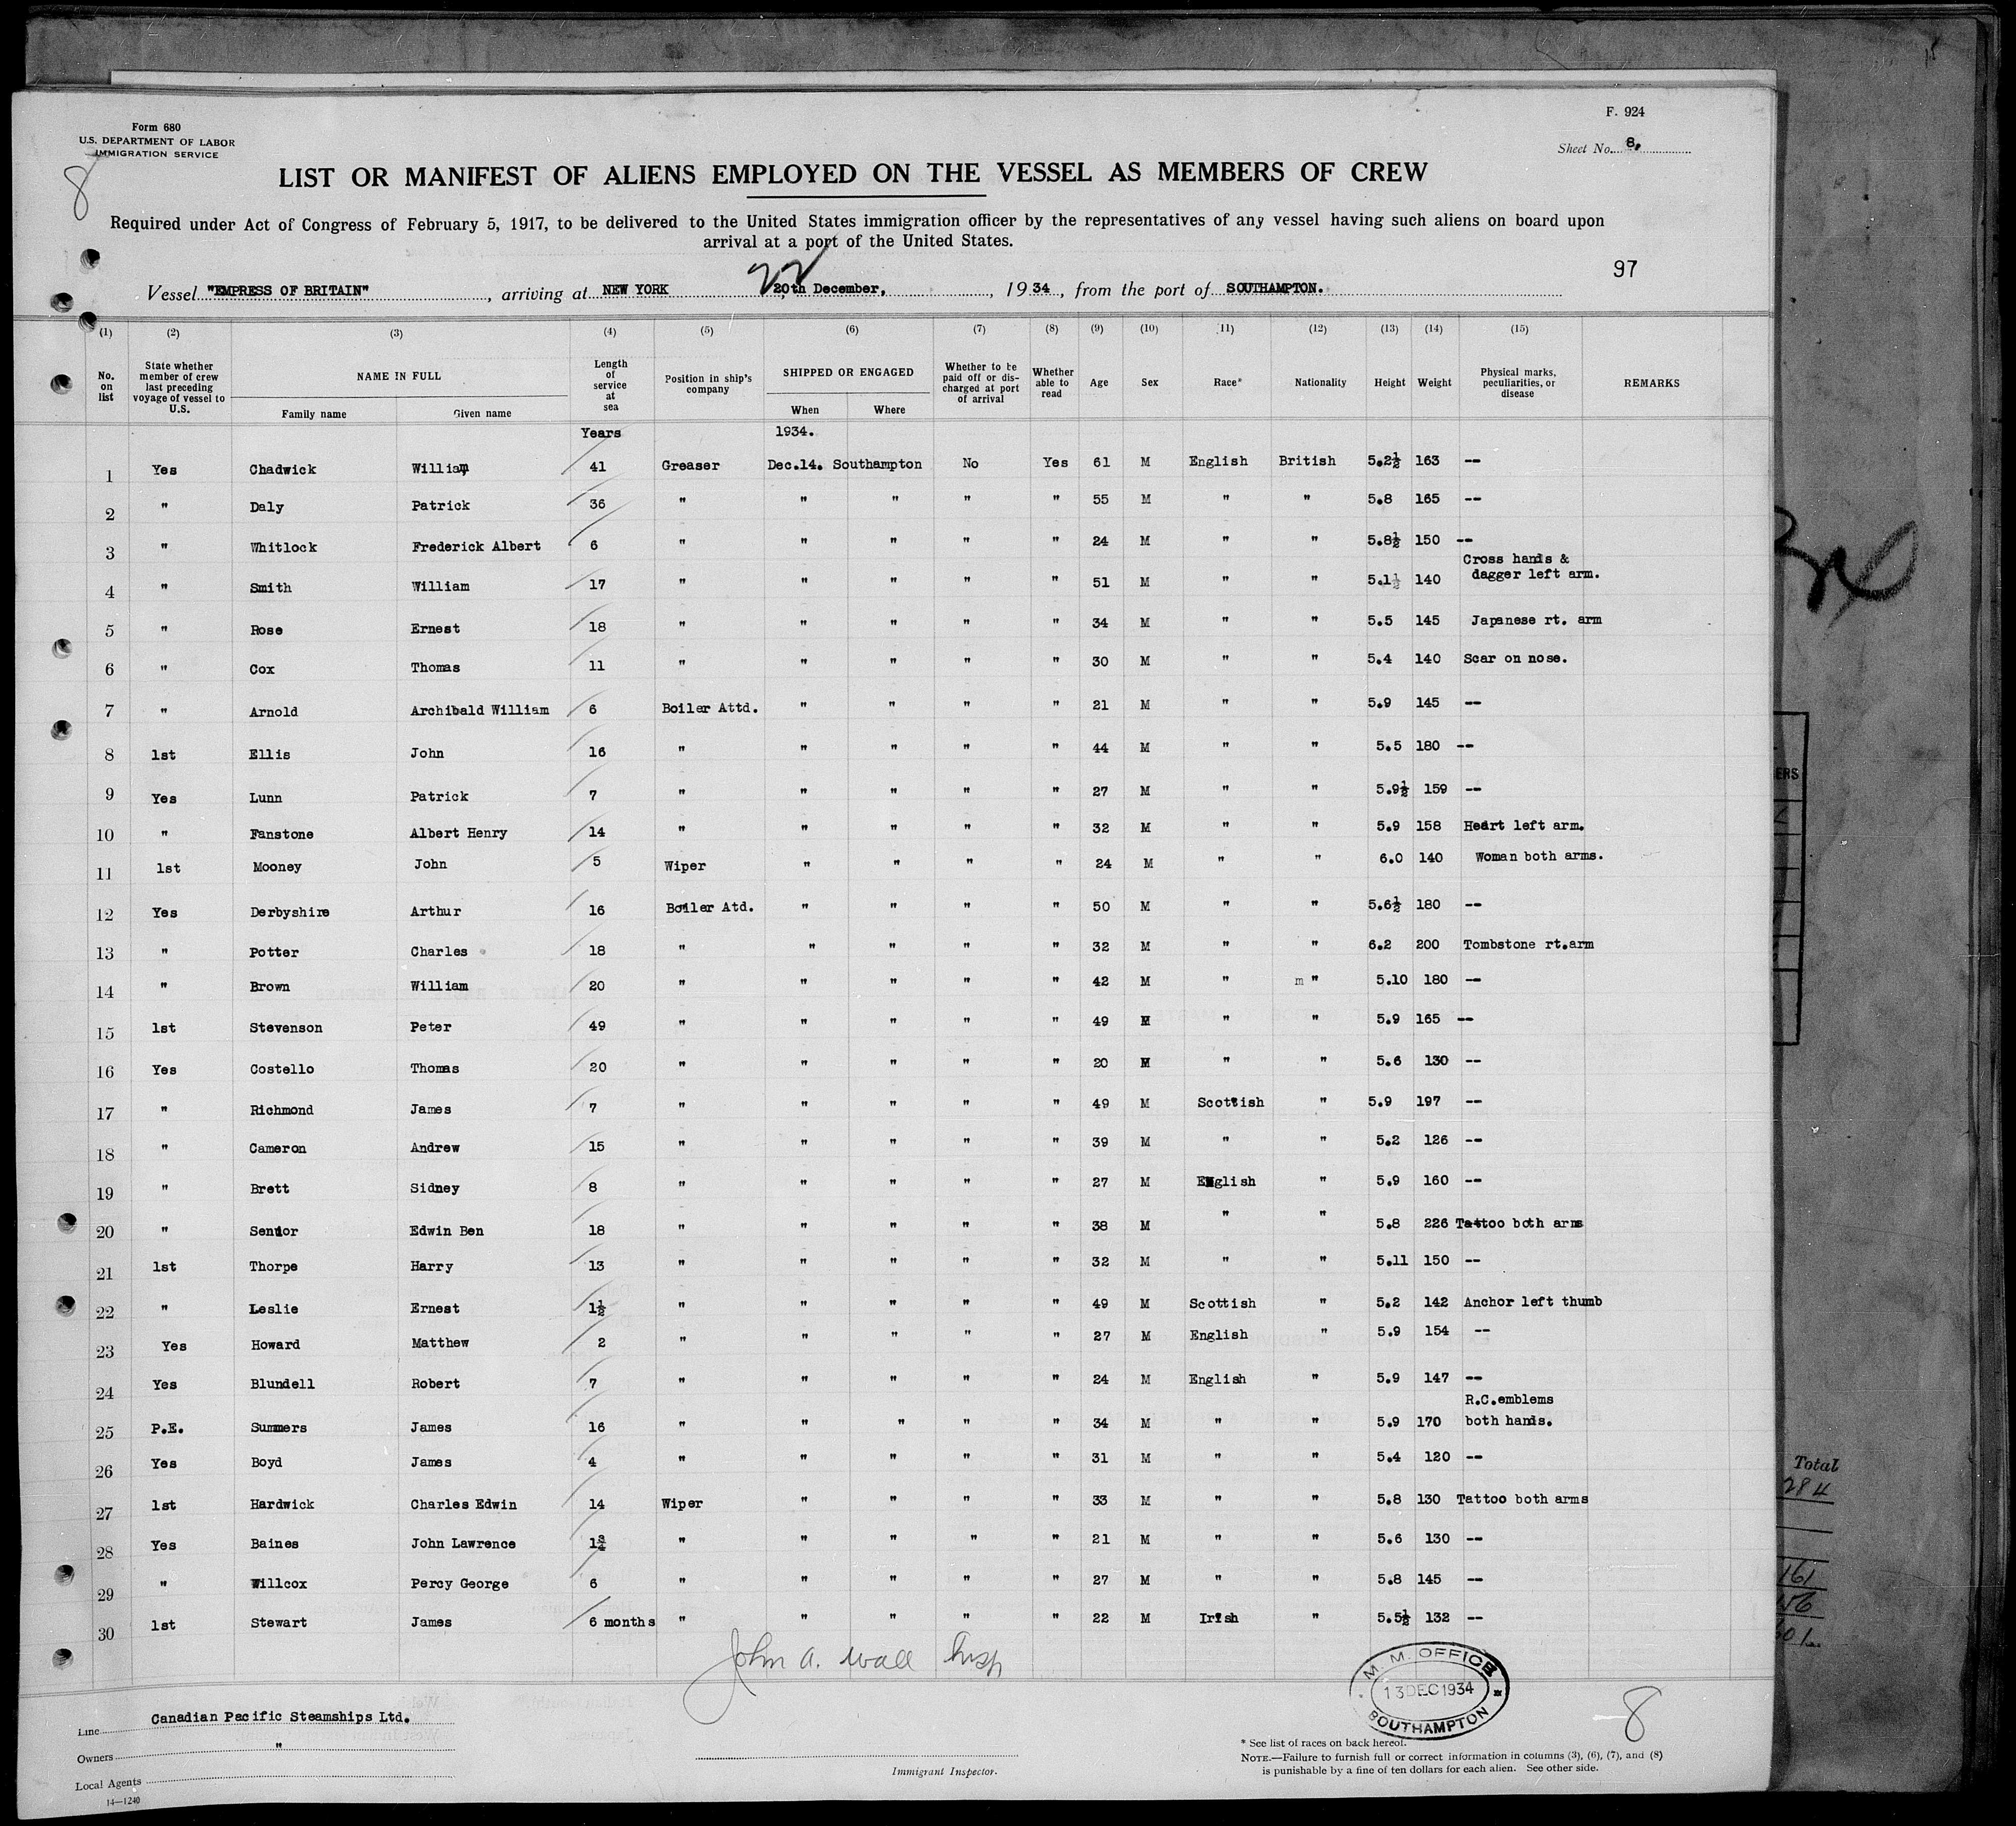 F. 924
Form 680
U.S. DEPARTMENT OF LABOR
IMMIGRATION SERVICE
Sheet No. 8.
8
LIST OR MANIFEST OF ALIENS EMPLOYED ON THE VESSEL AS MEMBERS OF CREW
Required under Act of Congress of February 5, 1917, to be delivered to the United States immigration officer by the representatives of any vessel having such aliens on board upon
arrival at a port of the United States.
97
22
Vessel "EMPRESS OF BRITAIN", arriving at NEW YORK 20th December, , 1934, from the port of SOUTHAMPTON.
(1) (2) (3) (4) (5) (6) (7) (8) (9) (10) 11) (12) (13) (14) (15)
No. on list State whether member of crew last preceding voyage of vessel to U.S. NAME IN FULL Family name Given name Length of service at sea Position in ship's company SHIPPED OR ENGAGED When Where Whether to be paid off or discharged at port of arrival Whether able to read Age Sex Race* Nationality Height Weight Physical marks, peculiarities, or disease REMARKS
Years 1934.
1 Yes Chadwick William 41 Greaser Dec.14. Southampton No Yes 61 M English British 5.2½ 163 --
2 " Daly Patrick 36 " " " " " 55 M " " 5.8 165 --
3 " Whitlock Frederick Albert 6 " " " " " 24 M " " 5.8½ 150 --
4 " Smith William 17 " " " " " 51 M " " 5.1½ 140 Cross hands & dagger left arm.
5 " Rose Ernest 18 " " " " " 34 M " " 5.5 145 Japanese rt. arm
6 " Cox Thomas 11 " " " " " 30 M " " 5.4 140 Scar on nose.
7 " Arnold Archibald William 6 Boiler Attd. " " " " 21 M " " 5.9 145 --
8 1st Ellis John 16 " " " " " 44 M " " 5.5 180 --
9 Yes Lunn Patrick 7 " " " " " 27 M " " 5.9½ 159 --
10 " Fanstone Albert Henry 14 " " " " " 32 M " " 5.9 158 Heart left arm.
11 1st Mooney John 5 Wiper " " " " 24 M " " 6.0 140 Woman both arms.
12 Yes Derbyshire Arthur 16 Boiler Atd. " " " " 50 M " " 5.6½ 180 --
13 " Potter Charles 18 " " " " " 32 M " " 6.2 200 Tombstone rt.arm
14 " Brown William 20 " " " " " 42 M " m " 5.10 180 --
15 1st Stevenson Peter 49 " " " " " 49 M " " 5.9 165 --
16 Yes Costello Thomas 20 " " " " " 20 M " " 5.6 130 --
17 " Richmond James 7 " " " " " 49 M Scottish " 5.9 197 --
18 " Cameron Andrew 15 " " " " " 39 M " " 5.2 126 --
19 " Brett Sidney 8 " " " " " 27 M English " 5.9 160 --
20 " Senior Edwin Ben 18 " " " " " 38 M " " 5.8 226 Tattoo both arms
21 1st Thorpe Harry 13 " " " " " 32 M " " 5.11 150 --
22 " Leslie Ernest 1½ " " " " " 49 M Scottish " 5.2 142 Anchor left thumb
23 Yes Howard Matthew 2 " " " " " 27 M English " 5.9 154 --
24 Yes Blundell Robert 7 " " " " " 24 M English " 5.9 147 --
25 P.E. Summers James 16 " " " " " 34 M " " 5.9 170 R.C.emblems both hands.
26 Yes Boyd James 4 " " " " " 31 M " " 5.4 120 --
27 1st Hardwick Charles Edwin 14 Wiper " " " " 33 M " " 5.8 130 Tattoo both arms
28 Yes Baines John Lawrence 1¾ " " " " " 21 M " " 5.6 130 --
29 " Willcox Percy George 6 " " " " " 27 M " " 5.8 145 --
30 1st Stewart James 6 months " " " " " 22 M Irish " 5.5½ 132 --
John A. Wall Insp
M. M. OFFICE
13 DEC 1934
SOUTHAMPTON
8
Line Canadian Pacific Steamships Ltd.
Owners "
Local Agents
14—1240
Immigrant Inspector.
* See list of races on back hereof.
NOTE.—Failure to furnish full or correct information in columns (3), (6), (7), and (8)
is punishable by a fine of ten dollars for each alien. See other side.
ERS
Total
284
161
601